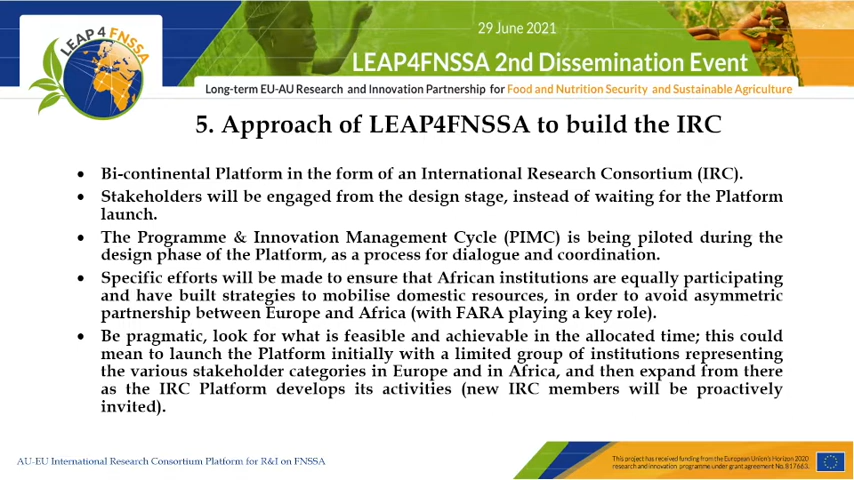 29 June 2021
LEAP 4 FNSSA
LEAP4FNSSA 2nd Dissemination Event
Long-term EU-AU Research and Innovation Partnership for Food and Nutrition Security and Sustainable Agriculture
5. Approach of LEAP4FNSSA to build the IRC
• Bi-continental Platform in the form of an International Research Consortium (IRC).
• Stakeholders will be engaged from the design stage, instead of waiting for the Platform
launch.
• The Programme & Innovation Management Cycle (PIMC) is being piloted during the
design phase of the Platform, as a process for dialogue and coordination.
• Specific efforts will be made to ensure that African institutions are equally participating
and have built strategies to mobilise domestic resources, in order to avoid asymmetric
partnership between Europe and Africa (with FARA playing a key role).
• Be pragmatic, look for what is feasible and achievable in the allocated time; this could
mean to launch the Platform initially with a limited group of institutions representing
the various stakeholder categories in Europe and in Africa, and then expand from there
as the IRC Platform develops its activities (new IRC members will be proactively
invited).
AU-EU International Research Consortium Platform for R&I on FNSSA
This project has received funding from the European Union's Horizon 2020
research and innovation programme under grant agreement No. 817663.